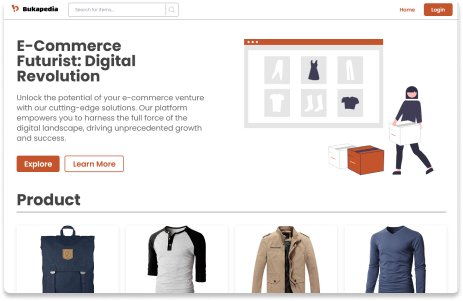 Bukapedia
Search for items...
Home
Login
E-Commerce
Futurist: Digital
Revolution
Unlock the potential of your e-commerce venture
with our cutting-edge solutions. Our platform
empowers you to harness the full force of the
digital landscape, driving unprecedented growth
and success.
Explore
Learn More
Product